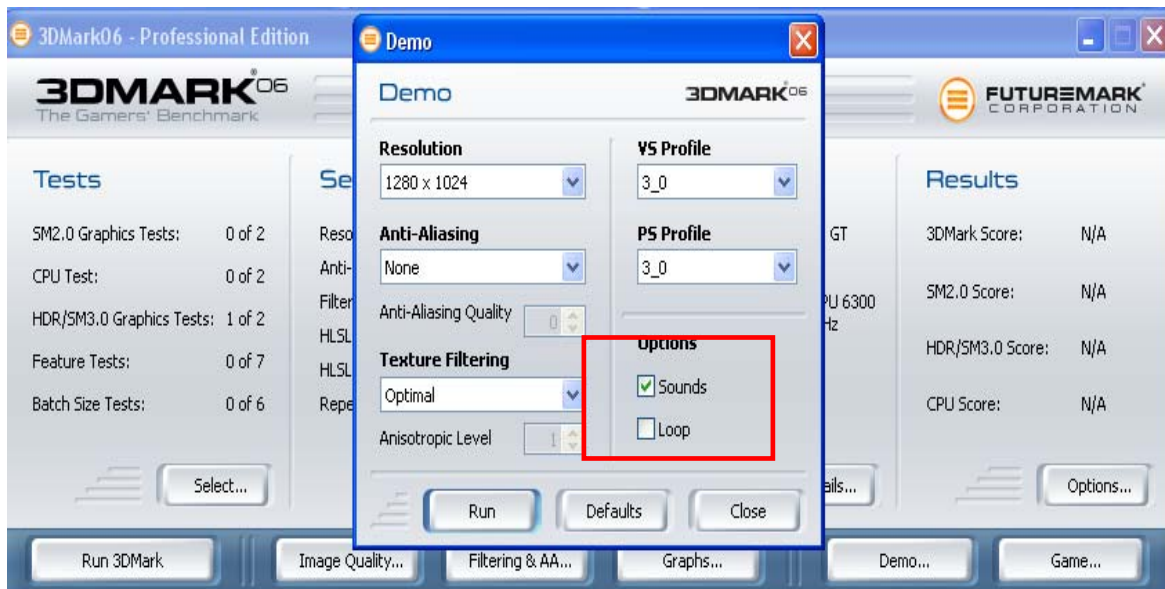 3DMark06 - Professional Edition
3DMARK®06
The Gamers' Benchmark
FUTUREMARK®
CORPORATION
Tests
SM2.0 Graphics Tests: 0 of 2
CPU Test: 0 of 2
HDR/SM3.0 Graphics Tests: 1 of 2
Feature Tests: 0 of 7
Batch Size Tests: 0 of 6
Select...
Se
Reso
Anti-
Filter
HLSL
HLSL
Repe
Demo
Demo
3DMARK06
Resolution
1280 x 1024
Anti-Aliasing
None
Anti-Aliasing Quality 0
Texture Filtering
Optimal
Anisotropic Level 1
VS Profile
3_0
PS Profile
3_0
Options
Sounds
Loop
Run Defaults Close
GT
PU 6300
Hz
ails...
Results
3DMark Score: N/A
SM2.0 Score: N/A
HDR/SM3.0 Score: N/A
CPU Score: N/A
Options...
Run 3DMark Image Quality... Filtering & AA... Graphs... Demo... Game...